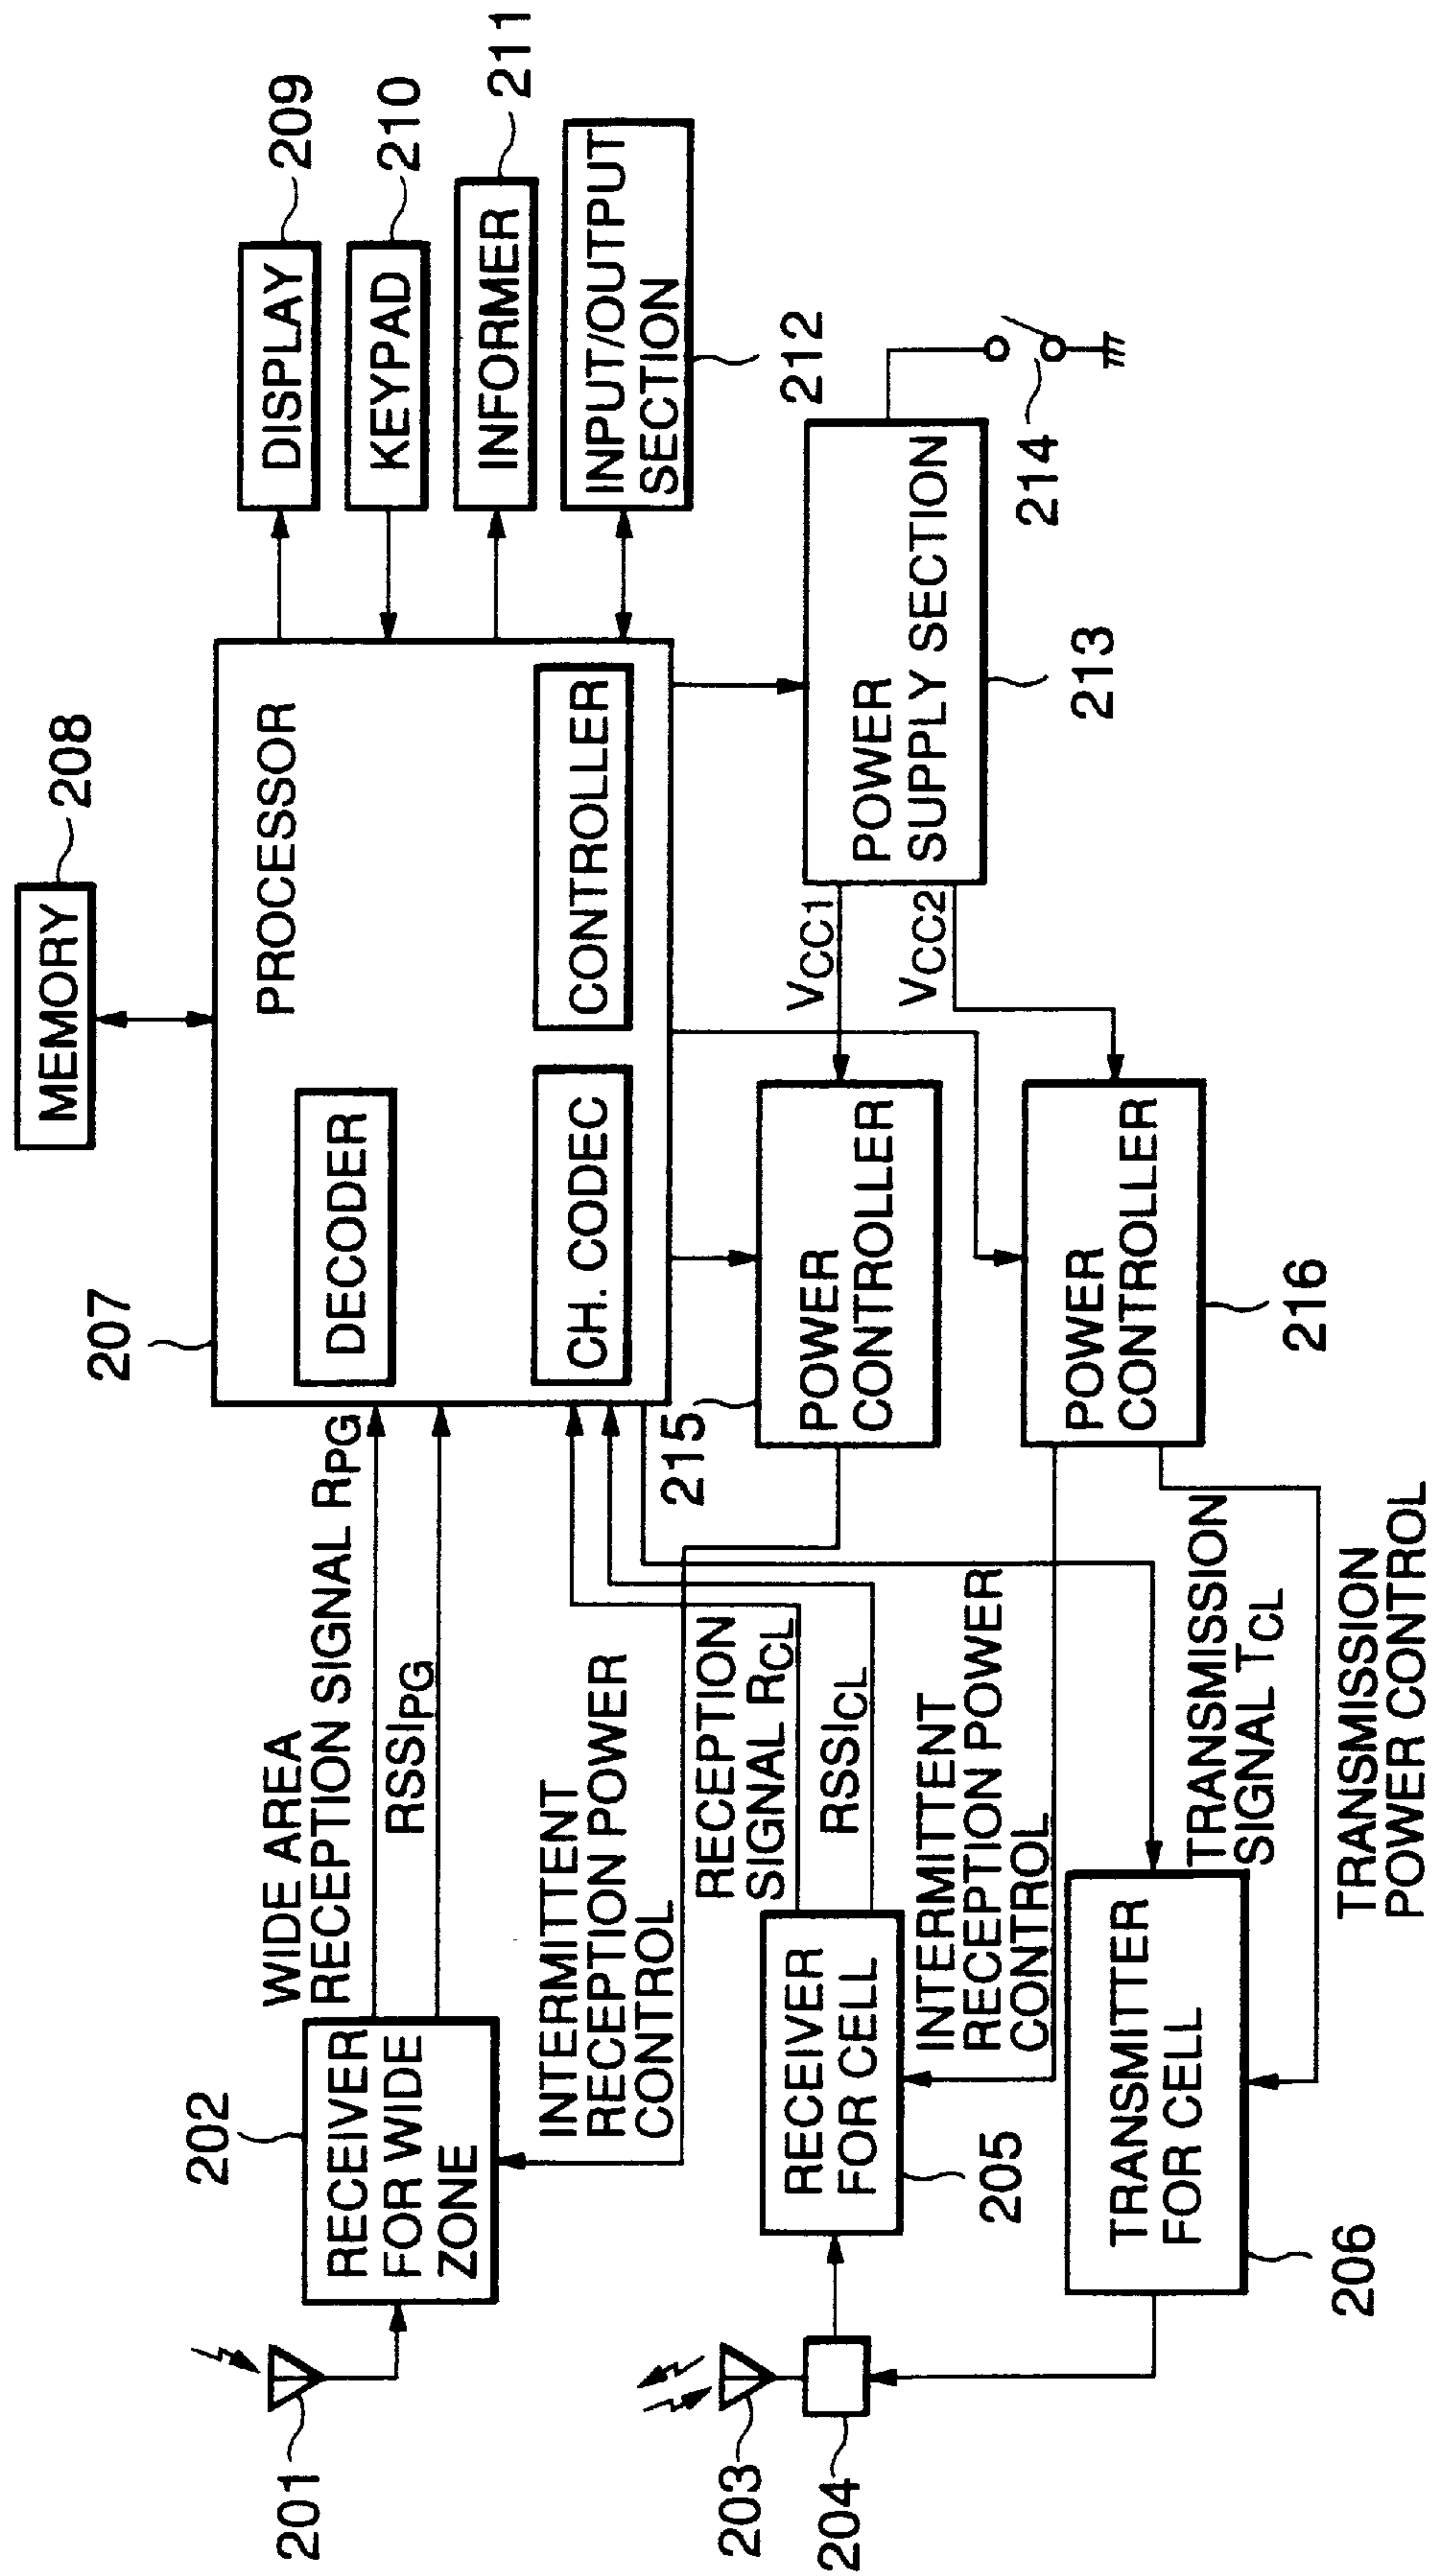 MEMORY
208
207
PROCESSOR
DECODER
CH. CODEC
CONTROLLER
DISPLAY
209
KEYPAD
210
INFORMER
211
INPUT/OUTPUT
SECTION
212
201
202
RECEIVER
FOR WIDE
ZONE
WIDE AREA
RECEPTION SIGNAL RPG
RSSIPG
INTERMITTENT
RECEPTION POWER
CONTROL
203
204
RECEIVER
FOR CELL
205
RECEPTION
SIGNAL RCL
RSSICL
INTERMITTENT
RECEPTION POWER
CONTROL
TRANSMITTER
FOR CELL
206
TRANSMISSION
SIGNAL TCL
TRANSMISSION
POWER CONTROL
215
POWER
CONTROLLER
POWER
CONTROLLER
216
VCC1
VCC2
POWER
SUPPLY SECTION
213
214